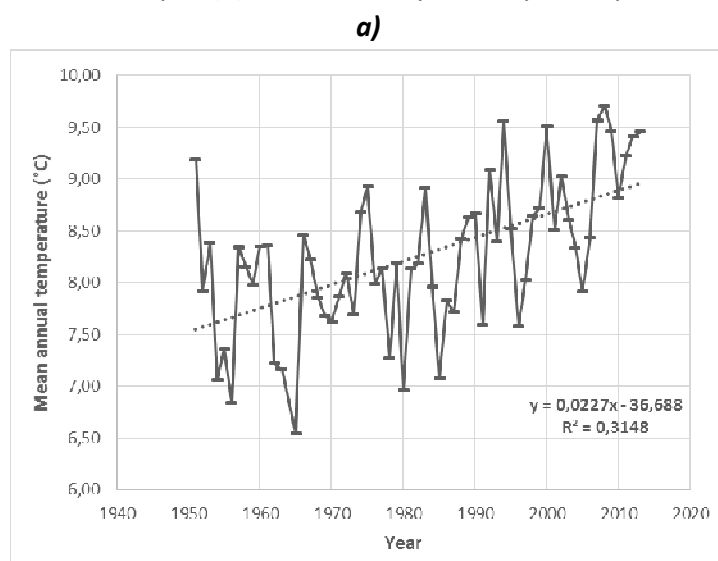 a)
10,00
9,50
9,00
8,50
8,00
7,50
7,00
6,50
6,00
Mean annual temperature (°C)
y = 0,0227x - 36,688
R² = 0,3148
1940 1950 1960 1970 1980 1990 2000 2010 2020
Year